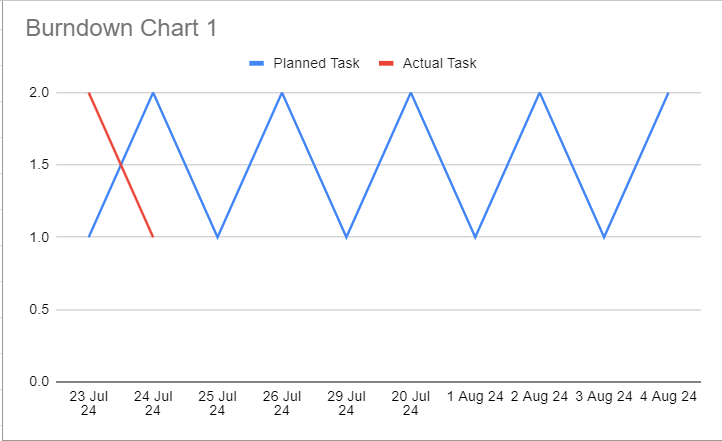 Burndown Chart 1
Planned Task Actual Task
2.0
1.5
1.0
0.5
0.0
23 Jul 24 Jul 25 Jul 26 Jul 29 Jul 20 Jul 1 Aug 24 2 Aug 24 3 Aug 24 4 Aug 24
24 24 24 24 24 24